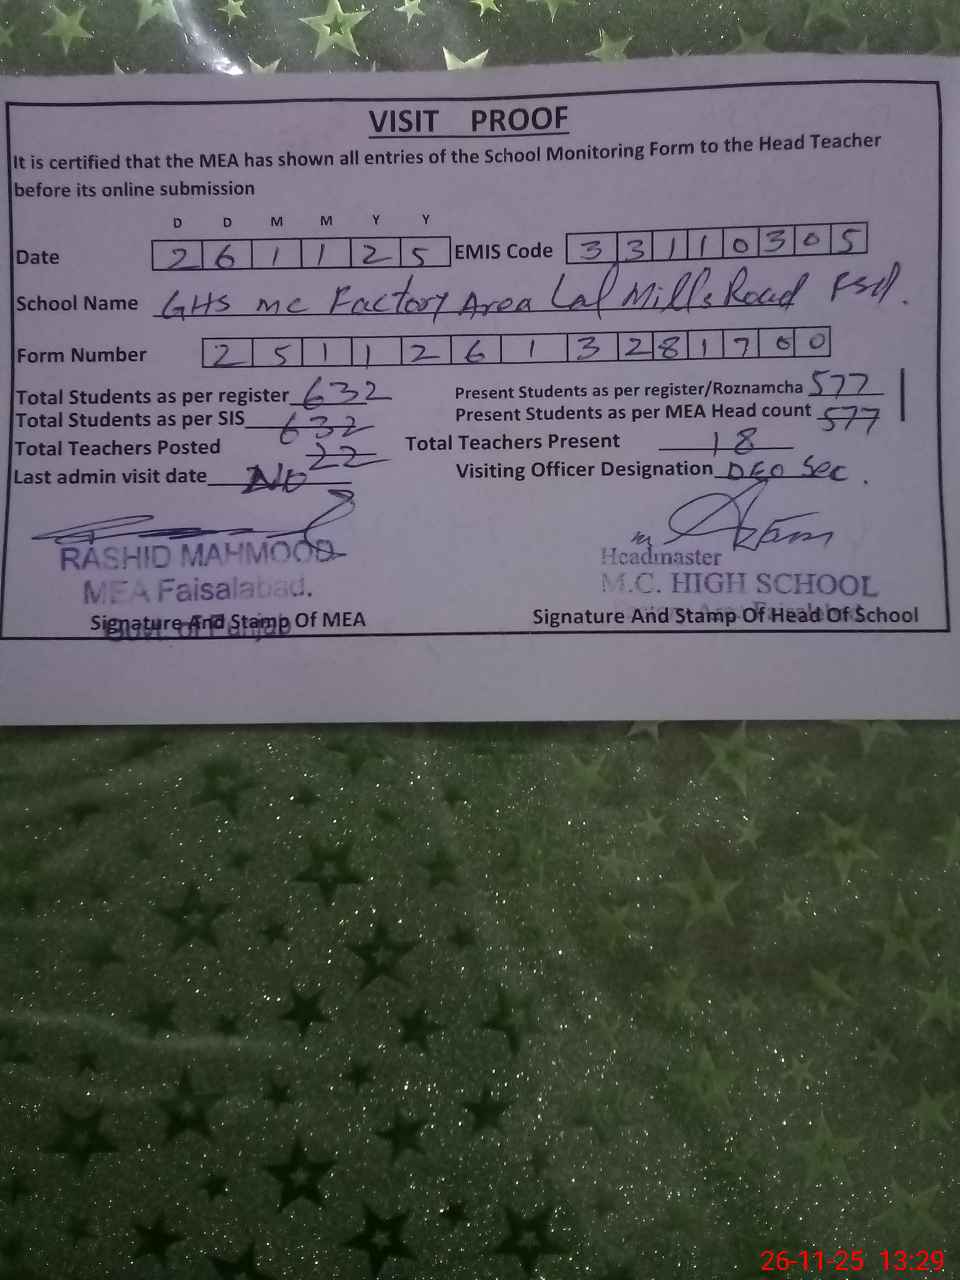 VISIT PROOF
It is certified that the MEA has shown all entries of the School Monitoring Form to the Head Teacher
before its online submission
D D M M Y Y
Date 2 6 1 1 2 5 EMIS Code 3 3 1 1 0 3 0 5
School Name GHS MC Factory Area Lal Mills Road Fsd.
Form Number 2 5 1 1 2 6 1 3 2 8 1 7 0 0
Total Students as per register 632 Present Students as per register/Roznamcha 577
Total Students as per SIS 632 Present Students as per MEA Head count 577
Total Teachers Posted 22 Total Teachers Present 18
Last admin visit date No Visiting Officer Designation DEO Sec.
RASHID MAHMOOD Headmaster
MEA Faisalabad. M.C. HIGH SCHOOL
Signature And Stamp Of MEA Signature And Stamp Of Head Of School
26-11-25 13:29